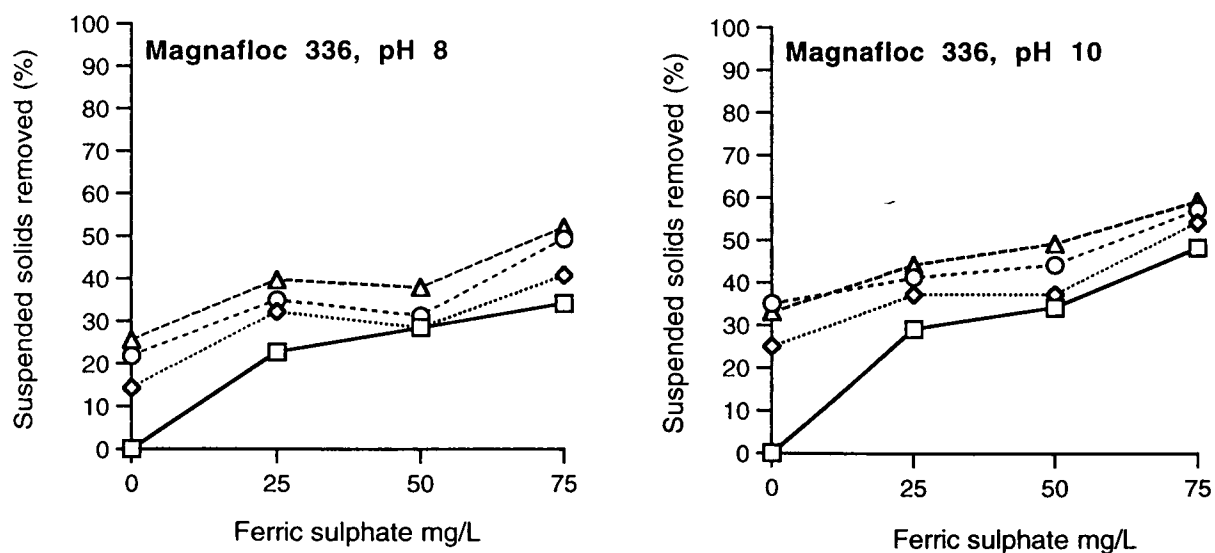 Magnafloc 336, pH 8
Suspended solids removed (%)
100
90
80
70
60
50
40
30
20
10
0
0 25 50 75
Ferric sulphate mg/L
Magnafloc 336, pH 10
Suspended solids removed (%)
100
90
80
70
60
50
40
30
20
10
0
0 25 50 75
Ferric sulphate mg/L